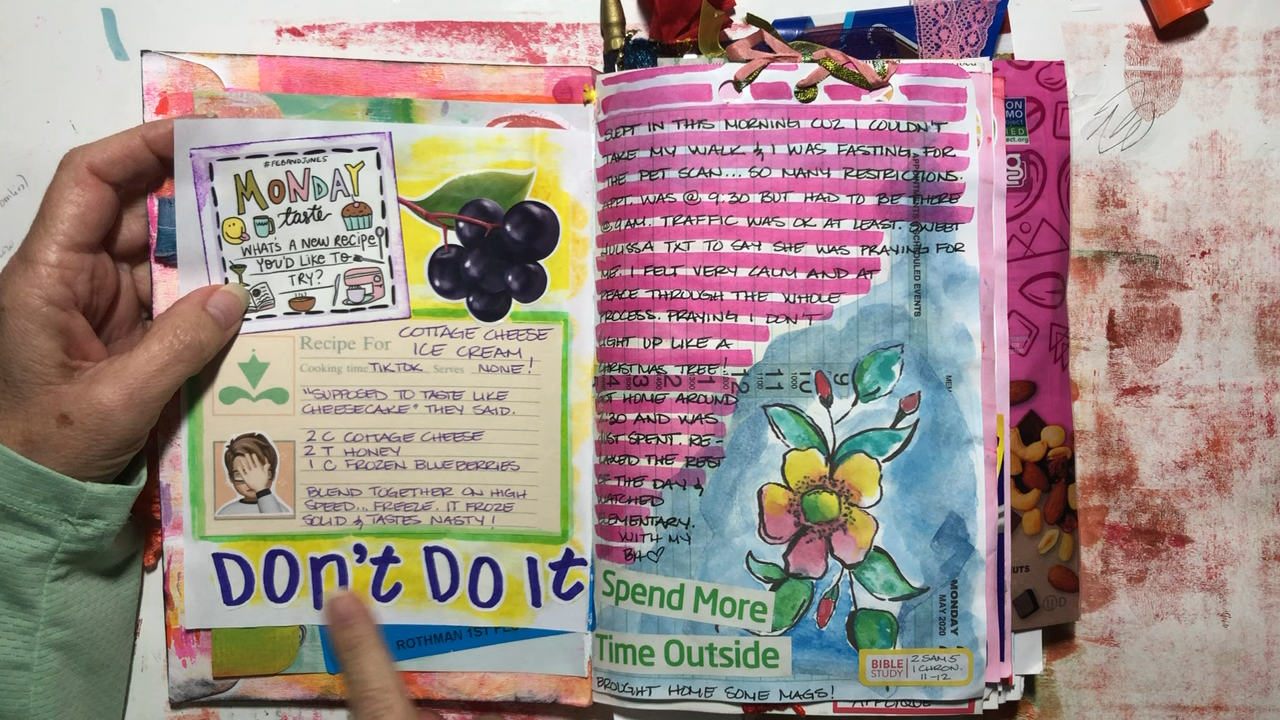 #FEBANDJUNES
MONDAY
taste
WHATS A NEW RECIPE
YOU'D LIKE TO
TRY?
Recipe For COTTAGE CHEESE
ICE CREAM
Cooking time TIKTOK Serves NONE!
"SUPPOSED TO TASTE LIKE
CHEESECAKE" THEY SAID.
2 C COTTAGE CHEESE
2 T HONEY
1 C FROZEN BLUEBERRIES
BLEND TOGETHER ON HIGH
SPEED... FREEZE. IT FROZE
SOLID & TASTES NASTY!
DON'T DO It
ROTHMAN 1ST
SLEPT IN THIS MORNING CUZ I COULDN'T
TAKE MY WALK & I WAS FASTING FOR
THE PET SCAN... SO MANY RESTRICTIONS.
APPT. WAS @ 9:30 BUT HAD TO BE THERE
TRAFFIC WAS OK AT LEAST. SWEET
TXT TO SAY SHE WAS PRAYING FOR
ME. I FELT VERY CALM AND AT
PEACE THROUGH THE WHOLE
PROCESS. PRAYING I DON'T
LIGHT UP LIKE A
CHRISTMAS TREE!
HOME AROUND
30 AND WAS
JUST SPENT RE-
LAXED THE REST
OF THE DAY &
WATCHED
ELEMENTARY.
WITH MY
BH♡
SCHEDULED EVENTS
Spend More
Time Outside
MONDAY
MAY 2020
BIBLE
STUDY
2 SAM 5
1 CHRON.
11-12
BROUGHT HOME SOME MAGS!
APPLIQUE